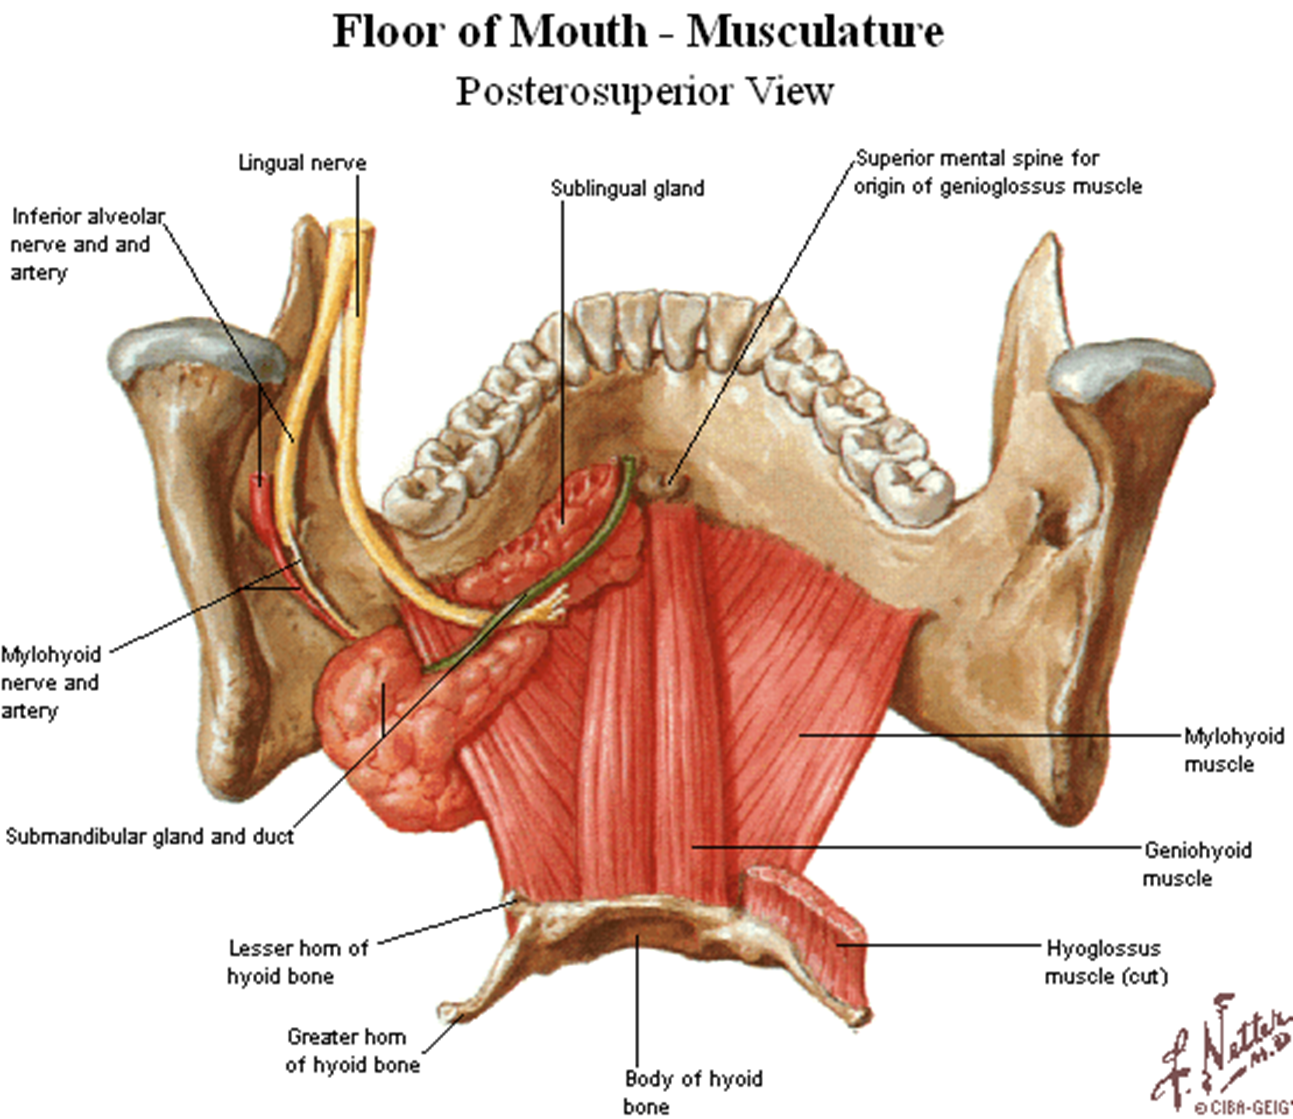 Floor of Mouth - Musculature
Posterosuperior View
Lingual nerve
Superior mental spine for
origin of genioglossus muscle
Sublingual gland
Inferior alveolar
nerve and and
artery
Mylohyoid
nerve and
artery
Mylohyoid
muscle
Submandibular gland and duct
Geniohyoid
muscle
Lesser horn of
hyoid bone
Hyoglossus
muscle (cut)
Greater horn
of hyoid bone
Body of hyoid
bone
F. Netter
M.D.
©CIBA-GEIG